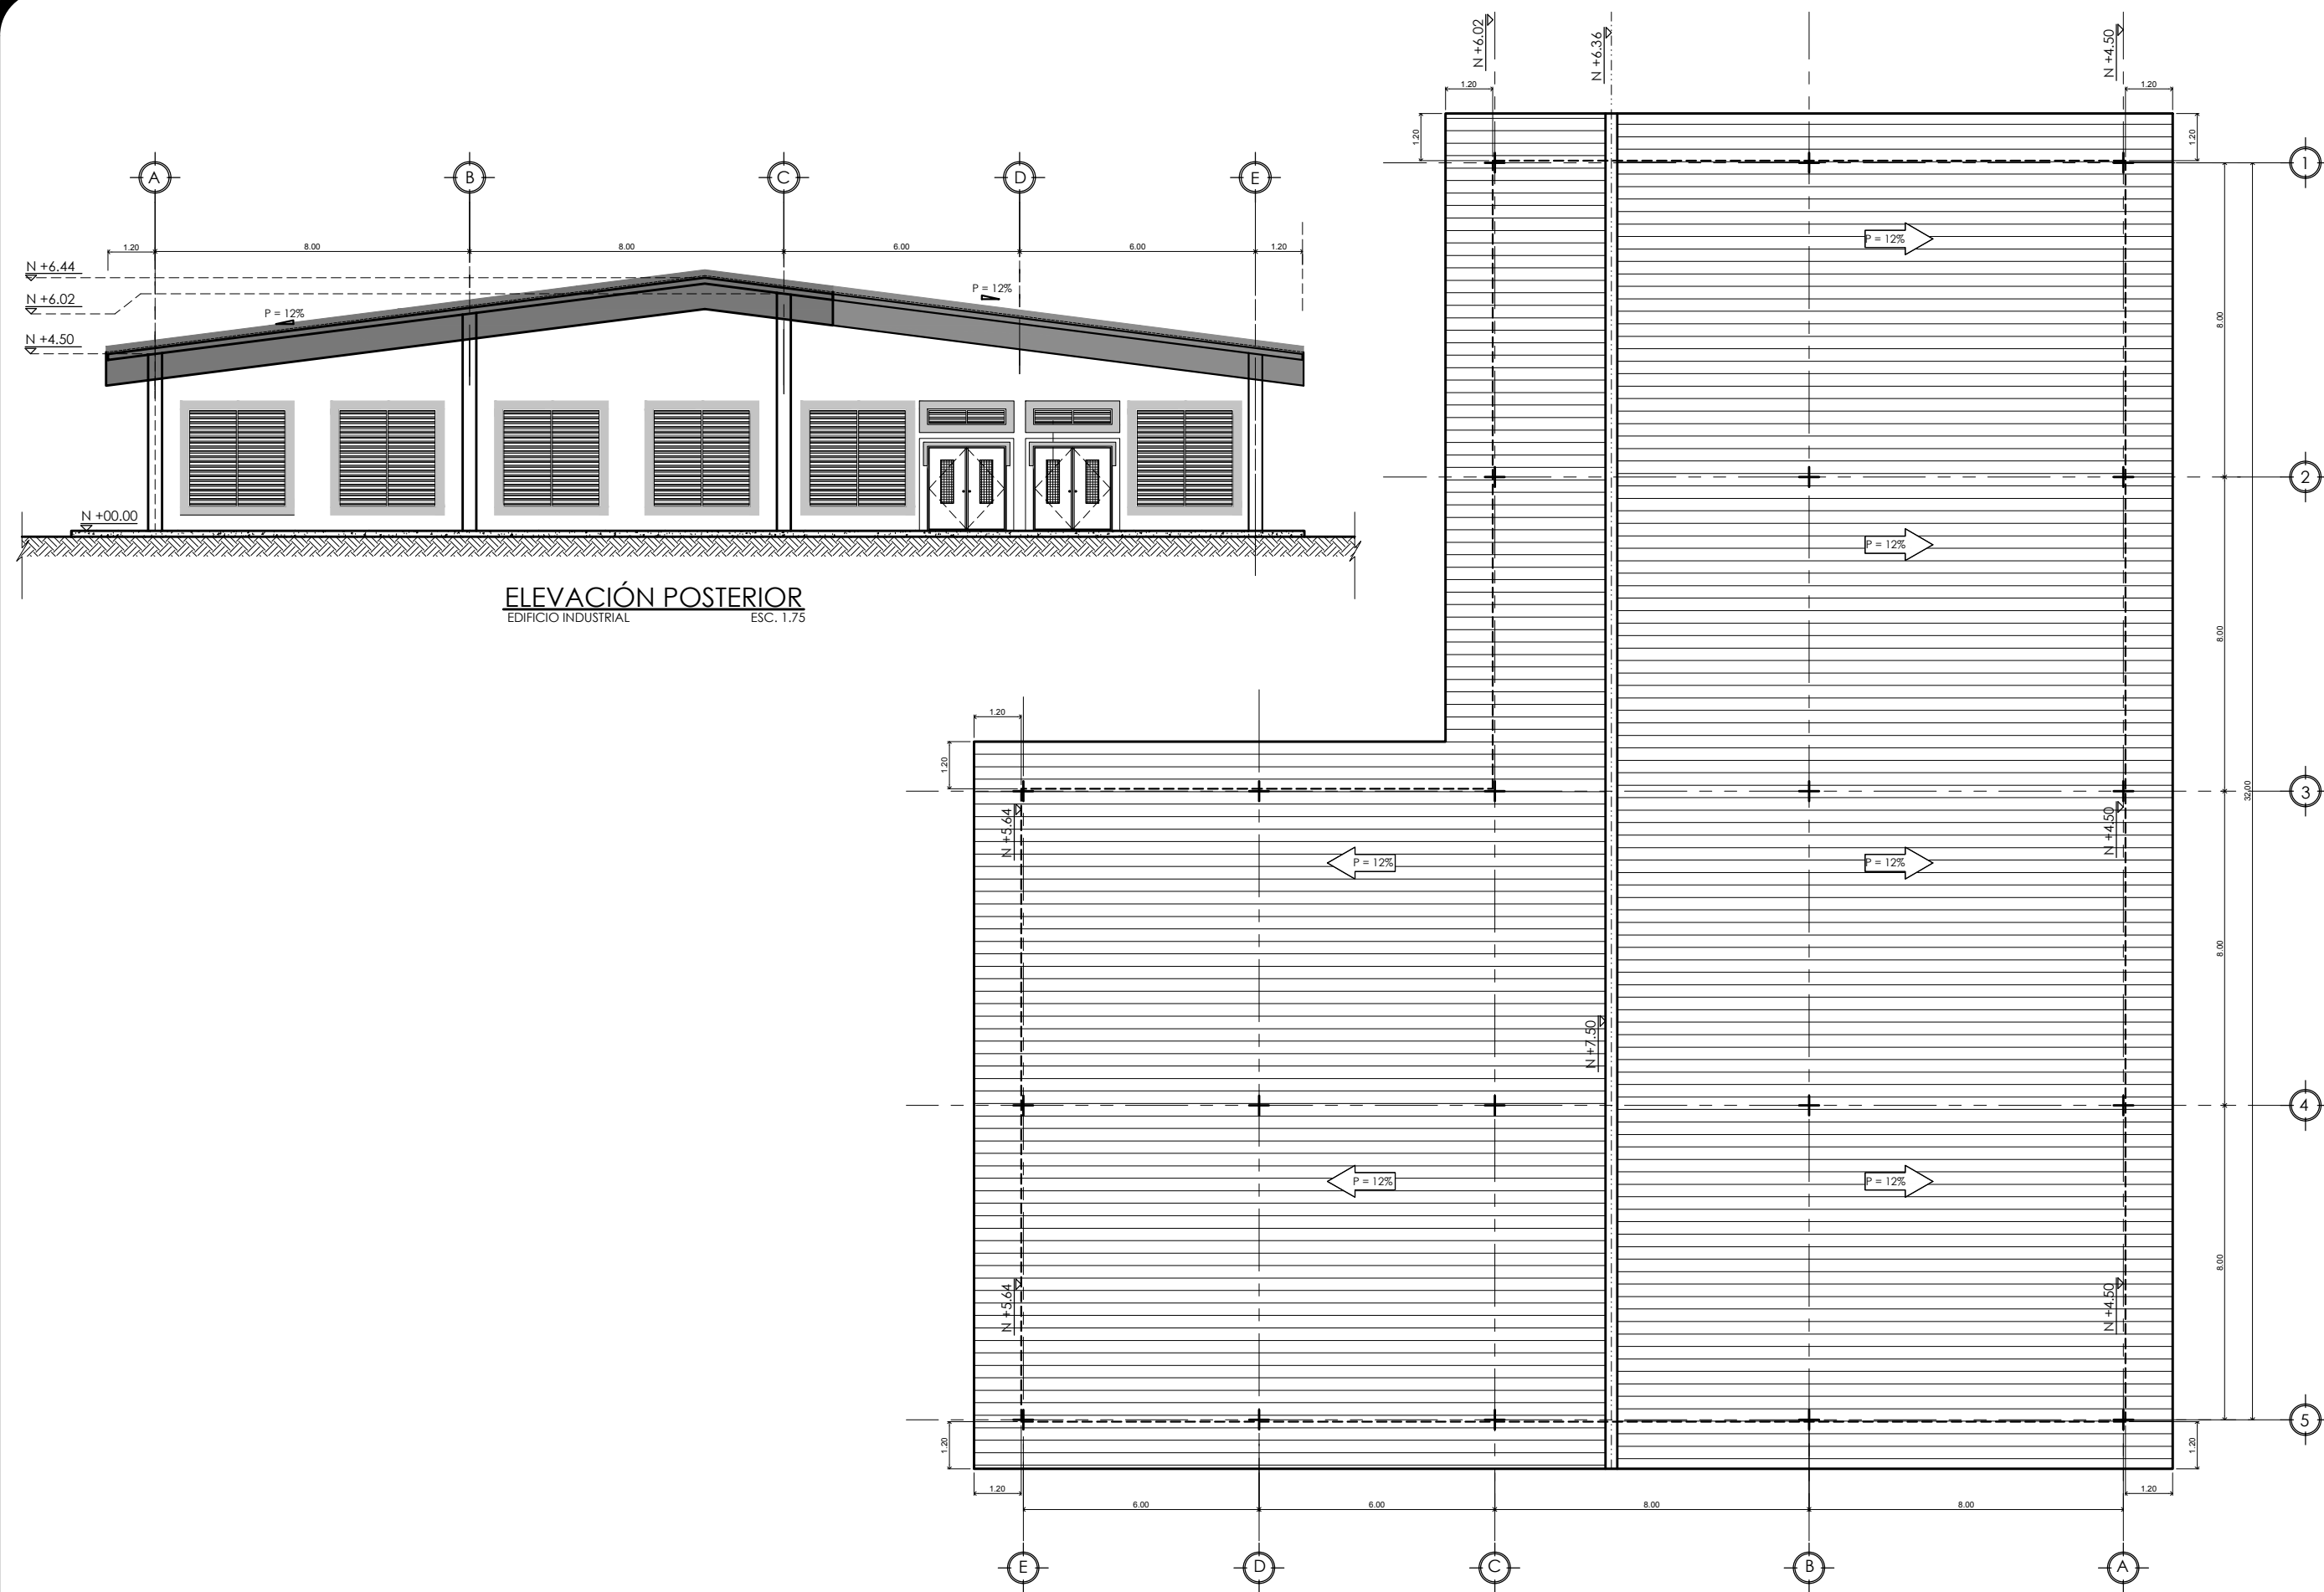 A B C D E
1.20 8.00 8.00 6.00 6.00 1.20
N +6.44
N +6.02
N +4.50
P = 12%
P = 12%
N +00.00
ELEVACIÓN POSTERIOR
EDIFICIO INDUSTRIAL ESC. 1.75
N +6.02
N +6.36
N +4.50
1.20 1.20
1.20 1.20
1
P = 12%
8.00
2
P = 12%
8.00
1.20
1.20
3
32.00
N +5.64
N +4.50
P = 12% P = 12%
8.00
N +7.50
4
P = 12% P = 12%
8.00
N +5.64
N +4.50
5
1.20 1.20
1.20 1.20
6.00 6.00 8.00 8.00
E D C B A